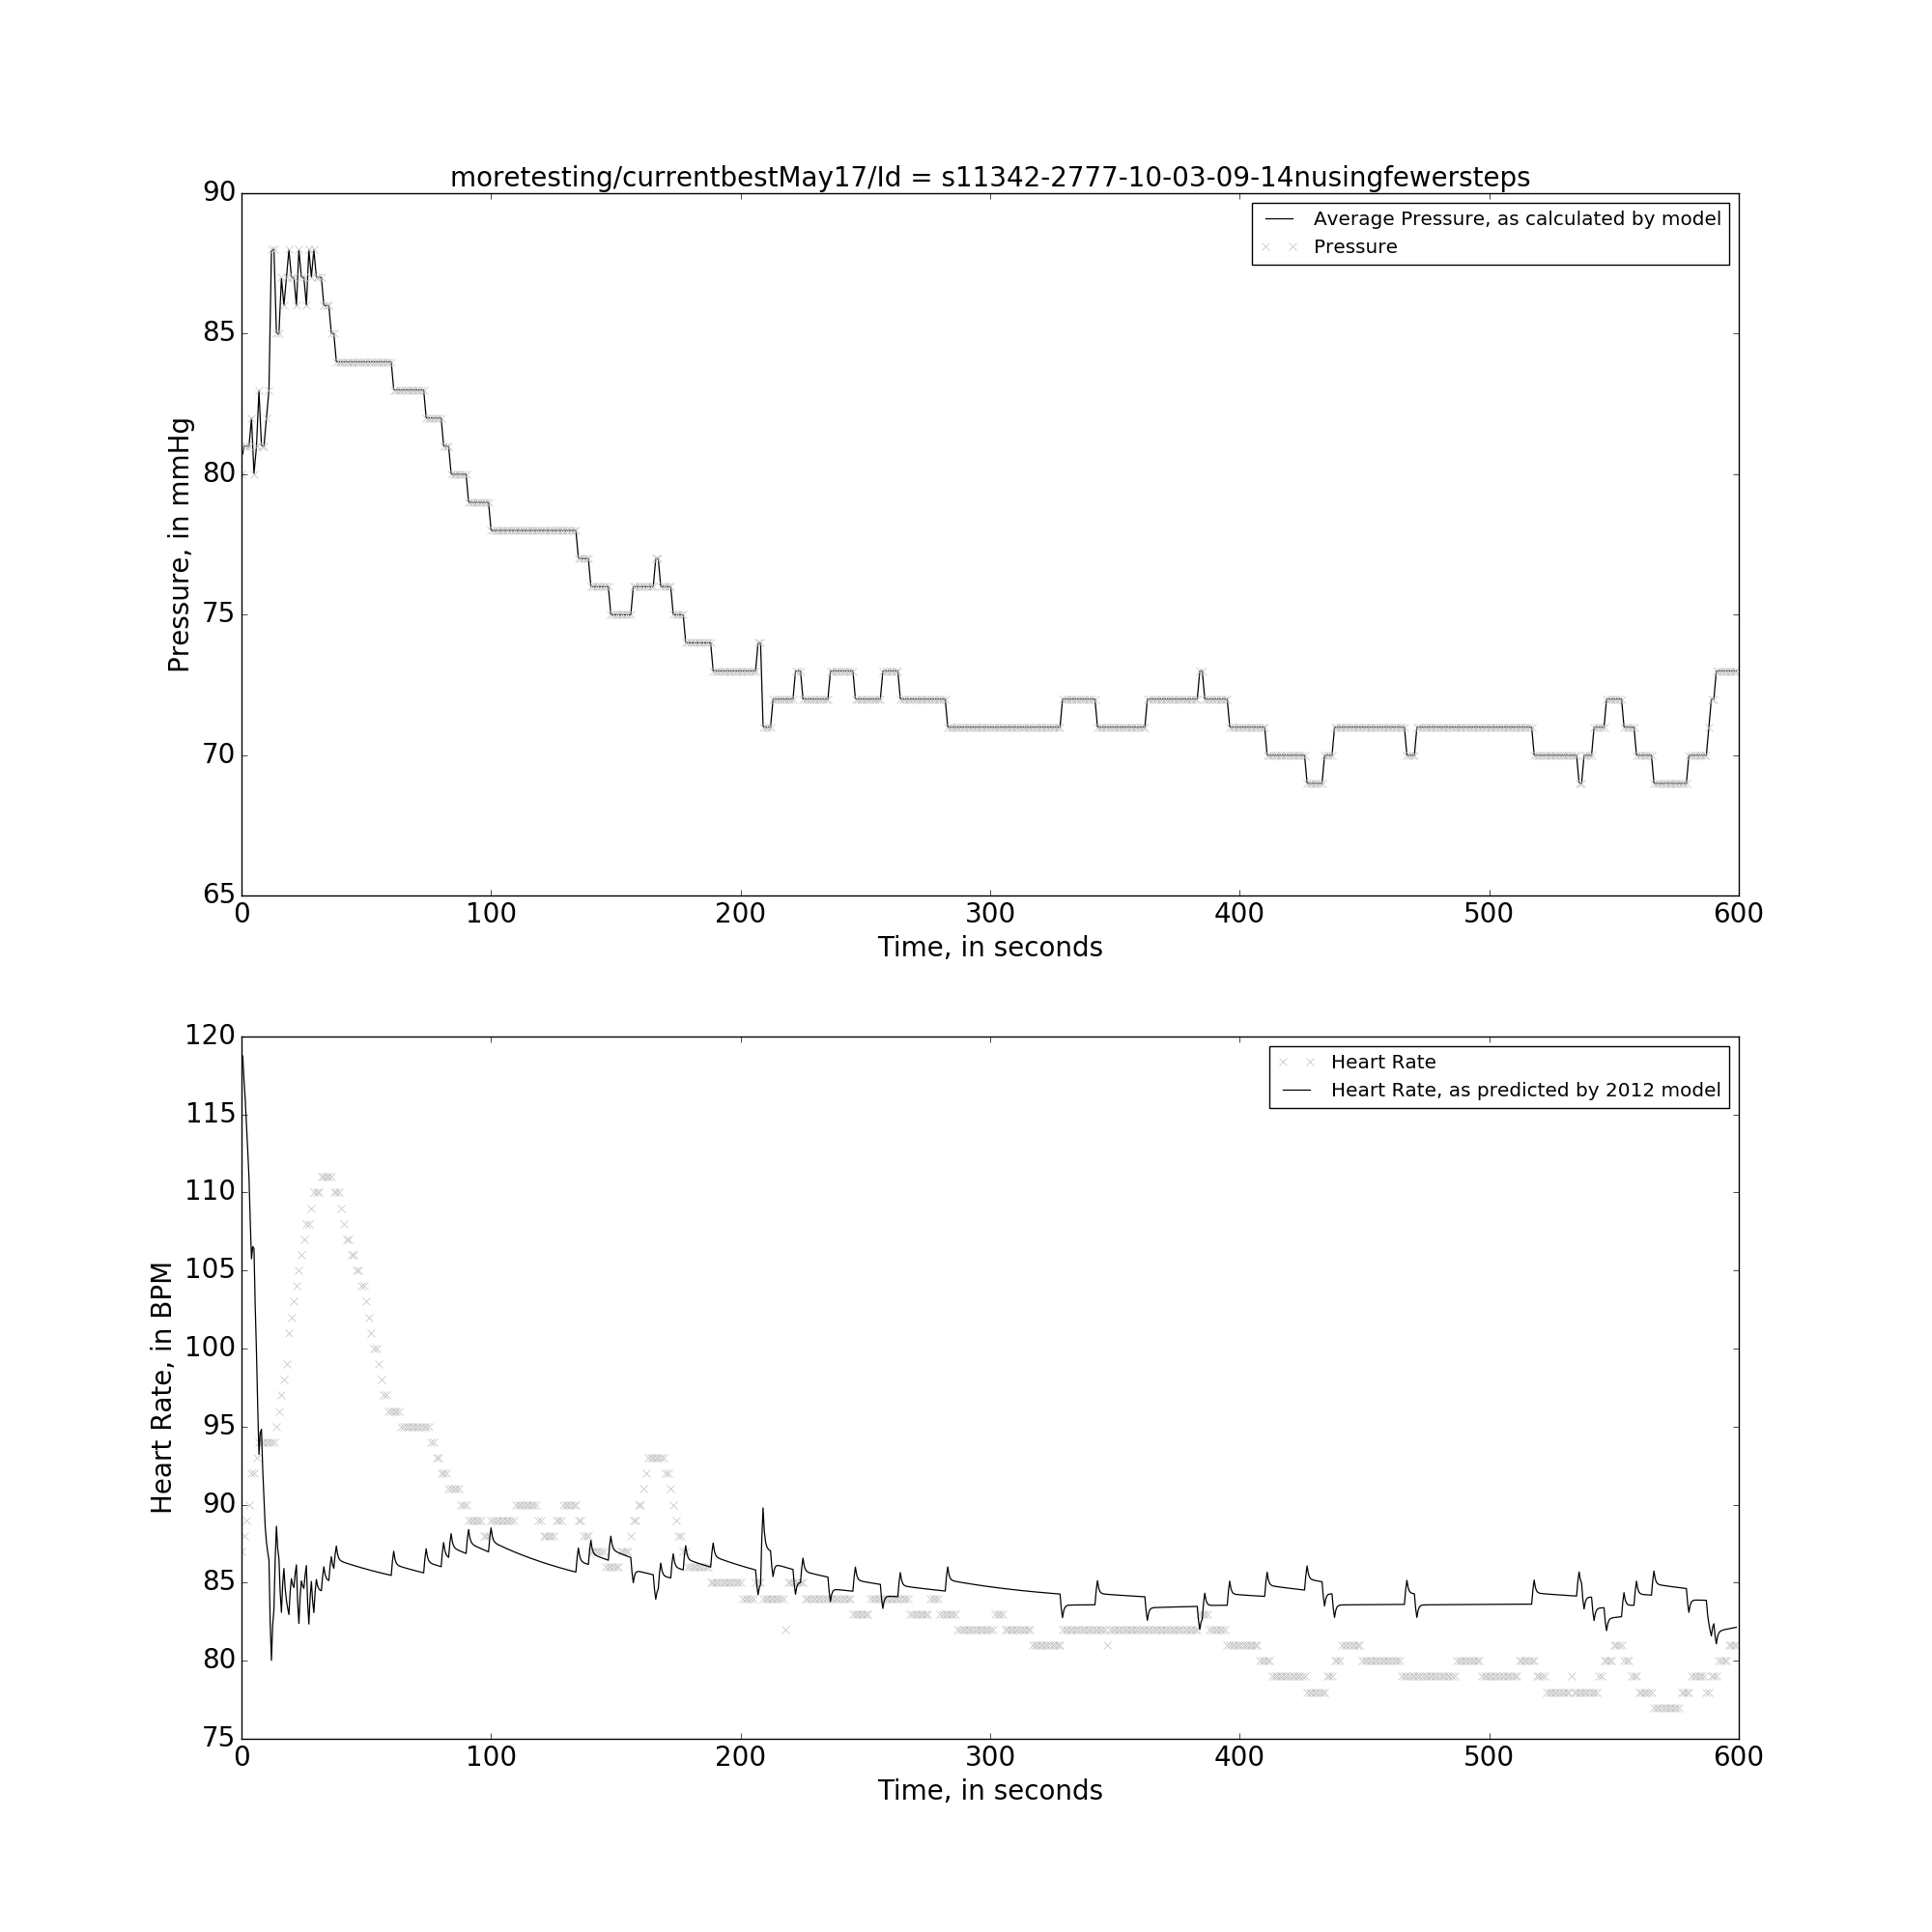 moretesting/currentbestMay17/Id = s11342-2777-10-03-09-14nusingfewersteps
90
85
80
75
70
65
Pressure, in mmHg
Average Pressure, as calculated by model
Pressure
0 100 200 300 400 500 600
Time, in seconds
120
115
110
105
100
95
90
85
80
75
Heart Rate, in BPM
Heart Rate
Heart Rate, as predicted by 2012 model
0 100 200 300 400 500 600
Time, in seconds